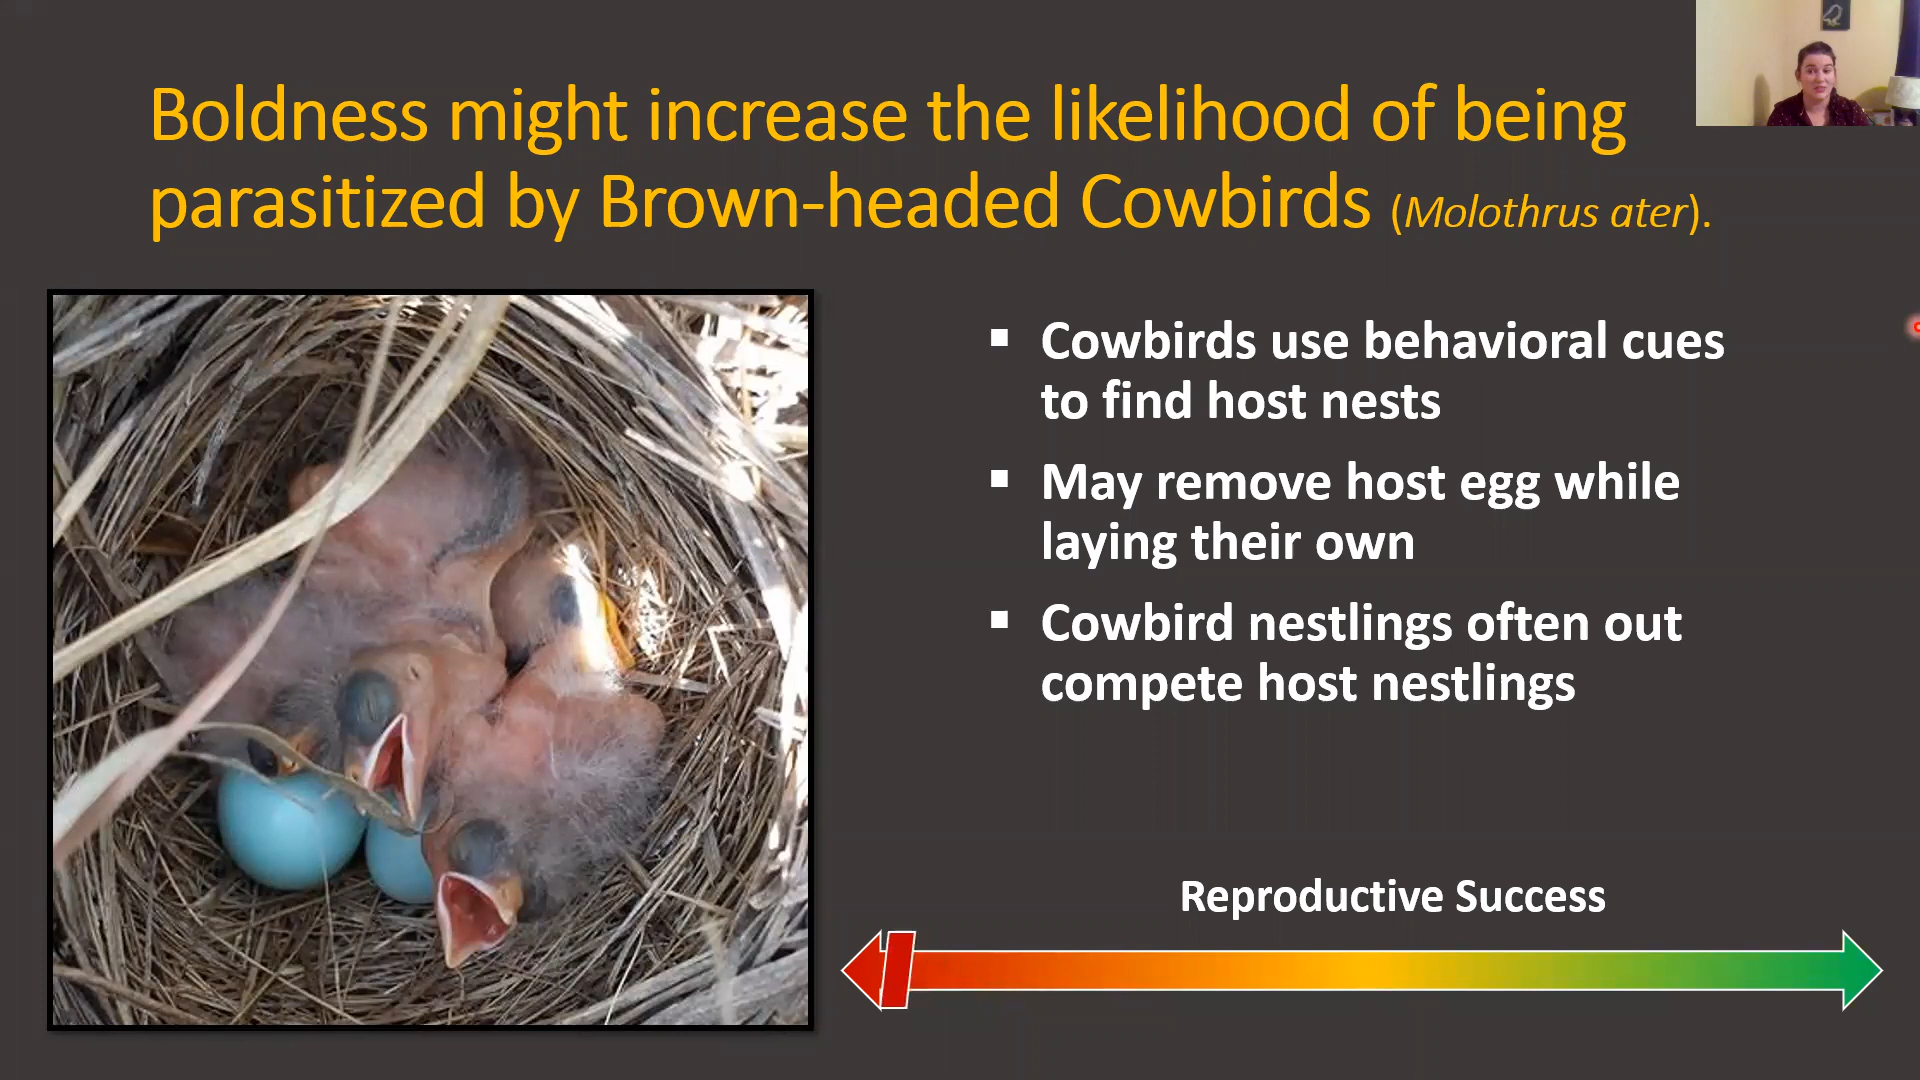 Boldness might increase the likelihood of being
parasitized by Brown-headed Cowbirds (Molothrus ater).
▪ Cowbirds use behavioral cues
to find host nests
▪ May remove host egg while
laying their own
▪ Cowbird nestlings often out
compete host nestlings
Reproductive Success